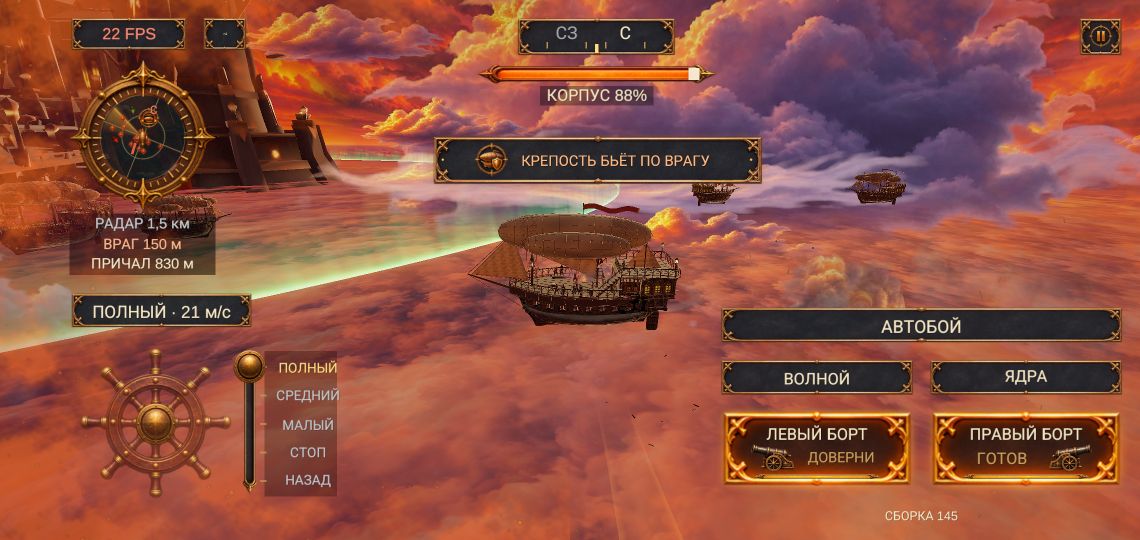 22 FPS
~
СЗ С
КОРПУС 88%
КРЕПОСТЬ БЬЁТ ПО ВРАГУ
РАДАР 1,5 км
ВРАГ 150 м
ПРИЧАЛ 830 м
ПОЛНЫЙ · 21 м/с
ПОЛНЫЙ
СРЕДНИЙ
МАЛЫЙ
СТОП
НАЗАД
АВТОБОЙ
ВОЛНОЙ
ЯДРА
ЛЕВЫЙ БОРТ
ДОВЕРНИ
ПРАВЫЙ БОРТ
ГОТОВ
СБОРКА 145